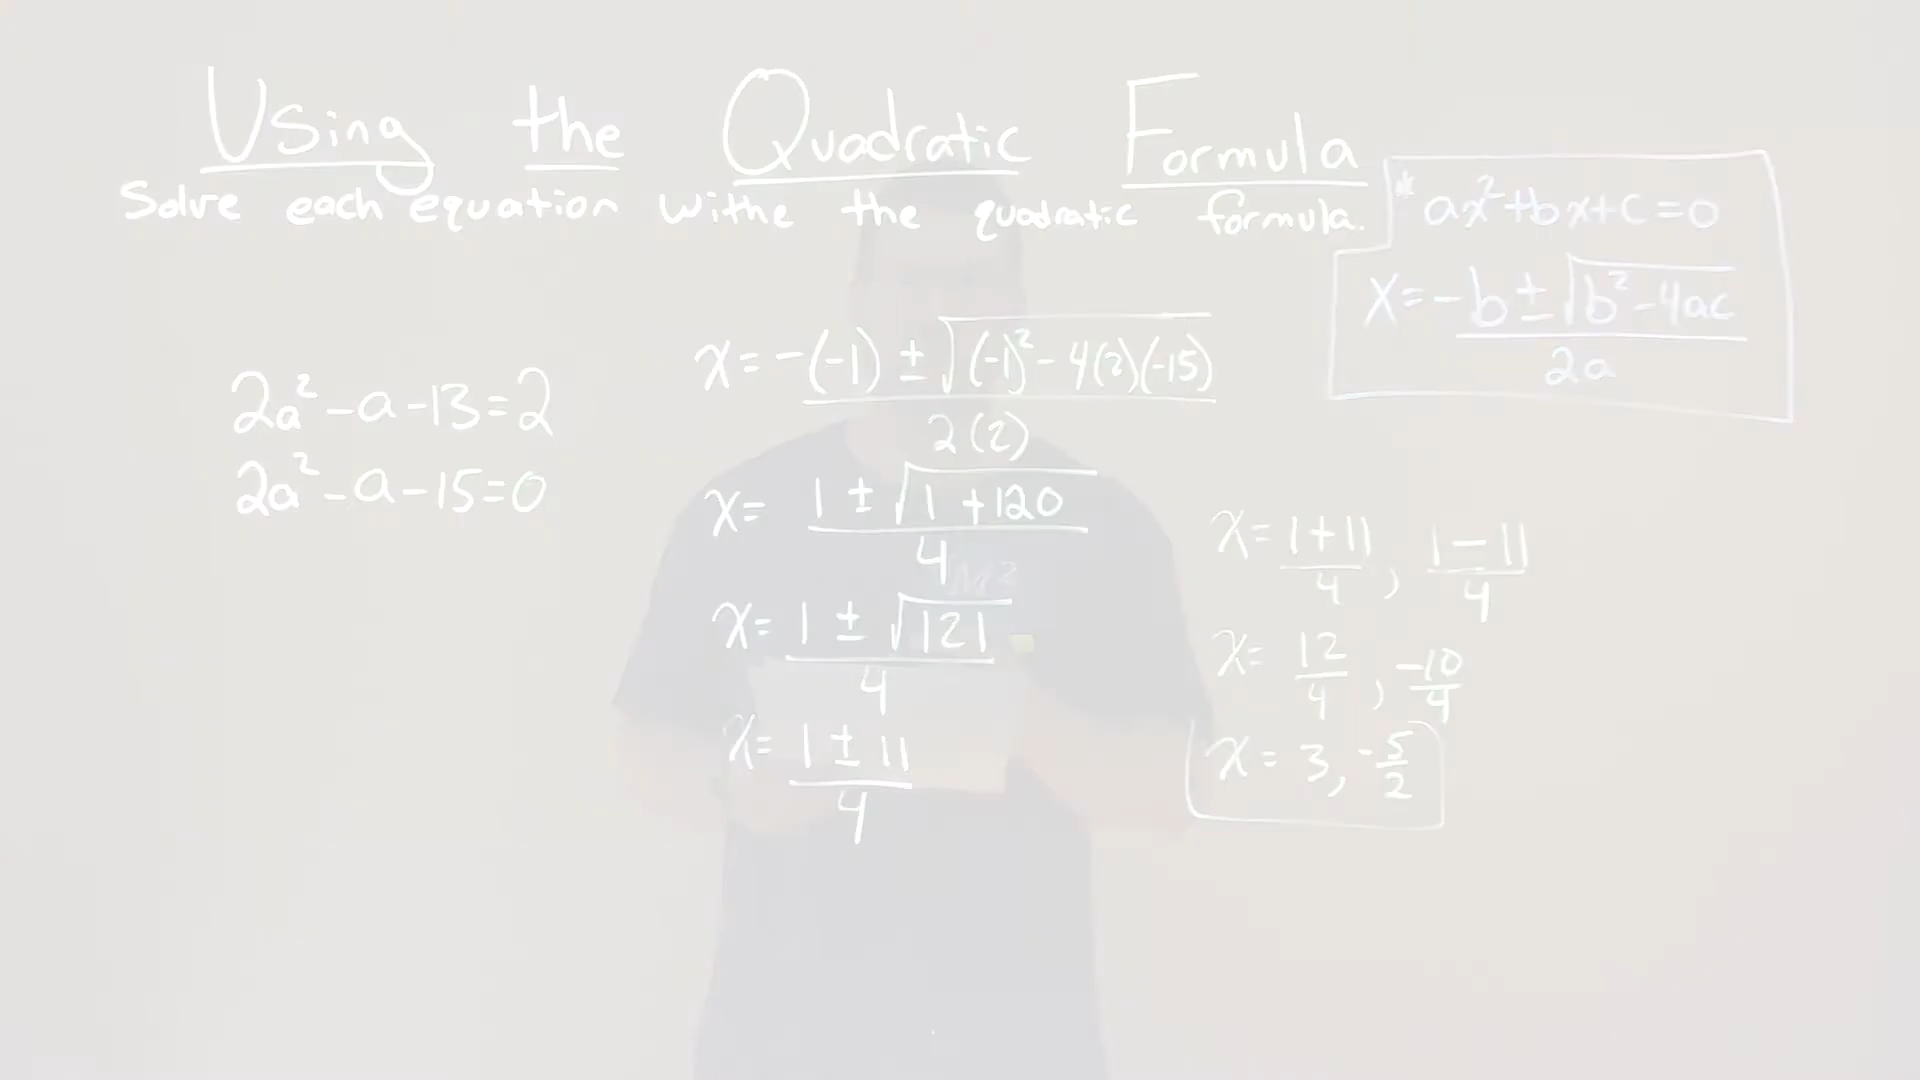 Using the Quadratic Formula
Solve each equation withe the quadratic formula.
* ax²+bx+c=0
x = -b ± √b²-4ac / 2a
2a² - a - 13 = 2
2a² - a - 15 = 0
x = -(-1) ± √(-1)² - 4(2)(-15) / 2(2)
x = 1 ± √1 + 120 / 4
x = 1 ± √121 / 4
x = 1 ± 11 / 4
x = 1+11 / 4 , 1-11 / 4
x = 12/4 , -10/4
x = 3, -5/2